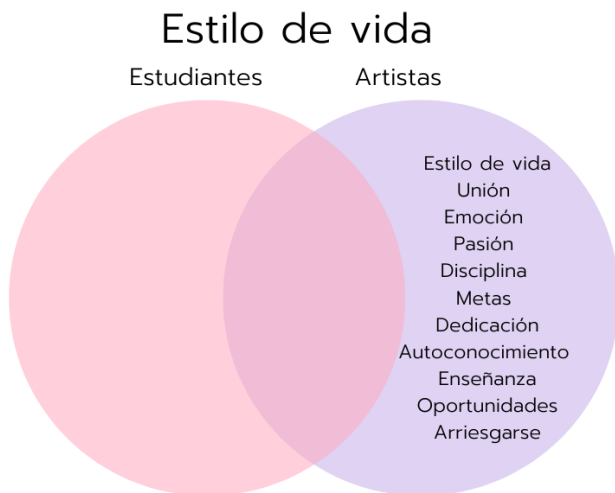 Estilo de vida
Estudiantes Artistas
Estilo de vida
Unión
Emoción
Pasión
Disciplina
Metas
Dedicación
Autoconocimiento
Enseñanza
Oportunidades
Arriesgarse